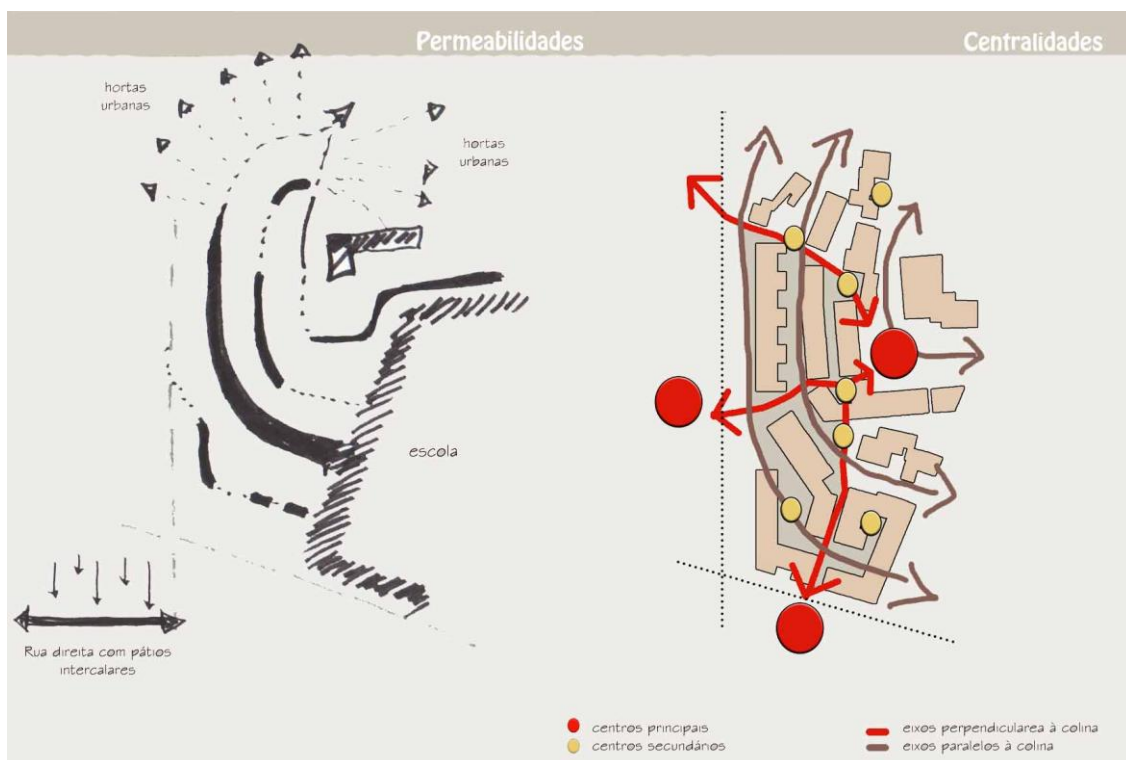 Permeabilidades
Centralidades
hortas
urbanas
hortas
urbanas
escola
Rua direita com pátios
intercalares
centros principais
centros secundários
eixos perpendicularea à colina
eixos paralelos à colina